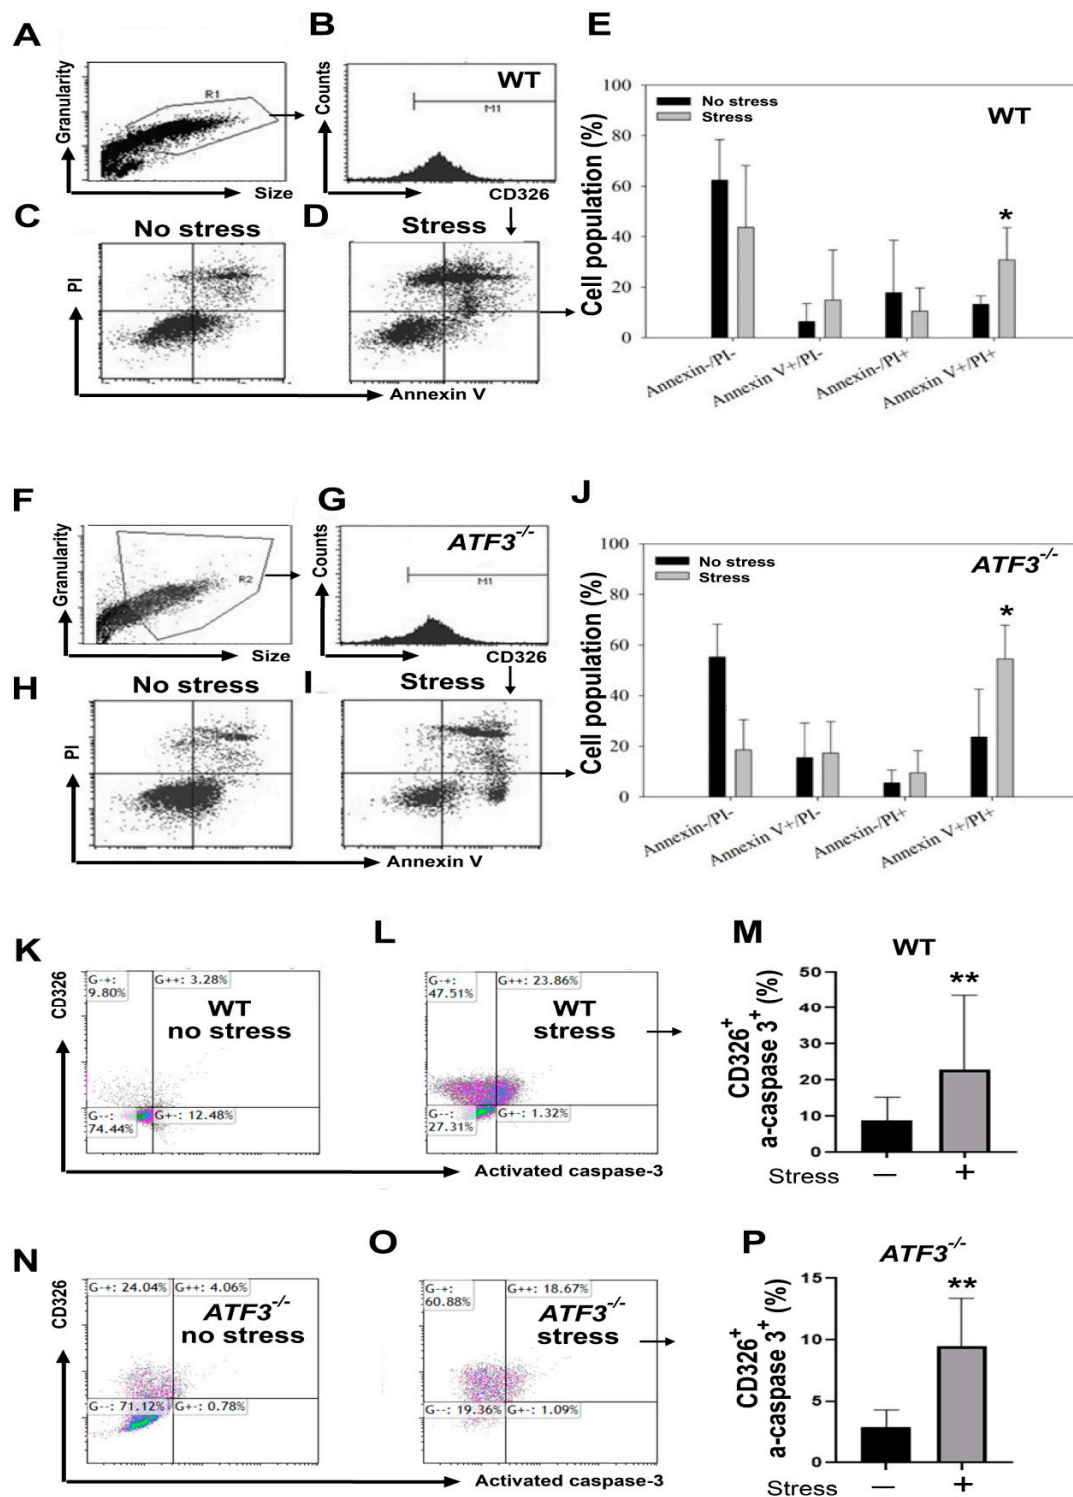 A
Granularity
R1
Size
B
Counts
WT
M1
CD326
C
No stress
PI
D
Stress
Annexin V
E
Cell population (%)
100
80
60
40
20
0
No stress
Stress
WT
*
Annexin-/PI-
Annexin V+/PI-
Annexin-/PI+
Annexin V+/PI+
F
Granularity
R2
Size
G
Counts
ATF3-/-
M1
CD326
H
No stress
PI
I
Stress
Annexin V
J
Cell population (%)
100
80
60
40
20
0
No stress
Stress
ATF3-/-
*
Annexin-/PI-
Annexin V+/PI-
Annexin-/PI+
Annexin V+/PI+
K
CD326
G-+:
9.80%
G++: 3.28%
WT
no stress
G--:
74.44%
G+-: 12.48%
L
G-+:
47.51%
G++: 23.86%
WT
stress
G--:
27.31%
G+-: 1.32%
Activated caspase-3
M
WT
CD326+
a-caspase 3+ (%)
50
40
30
20
10
0
**
Stress
—
+
N
CD326
G-+: 24.04%
G++: 4.06%
ATF3-/-
no stress
G--: 71.12%
G+-: 0.78%
O
G-+:
60.88%
G++: 18.67%
ATF3-/-
stress
G--: 19.36%
G+-: 1.09%
Activated caspase-3
P
ATF3-/-
CD326+
a-caspase 3+ (%)
15
10
5
0
**
Stress
—
+